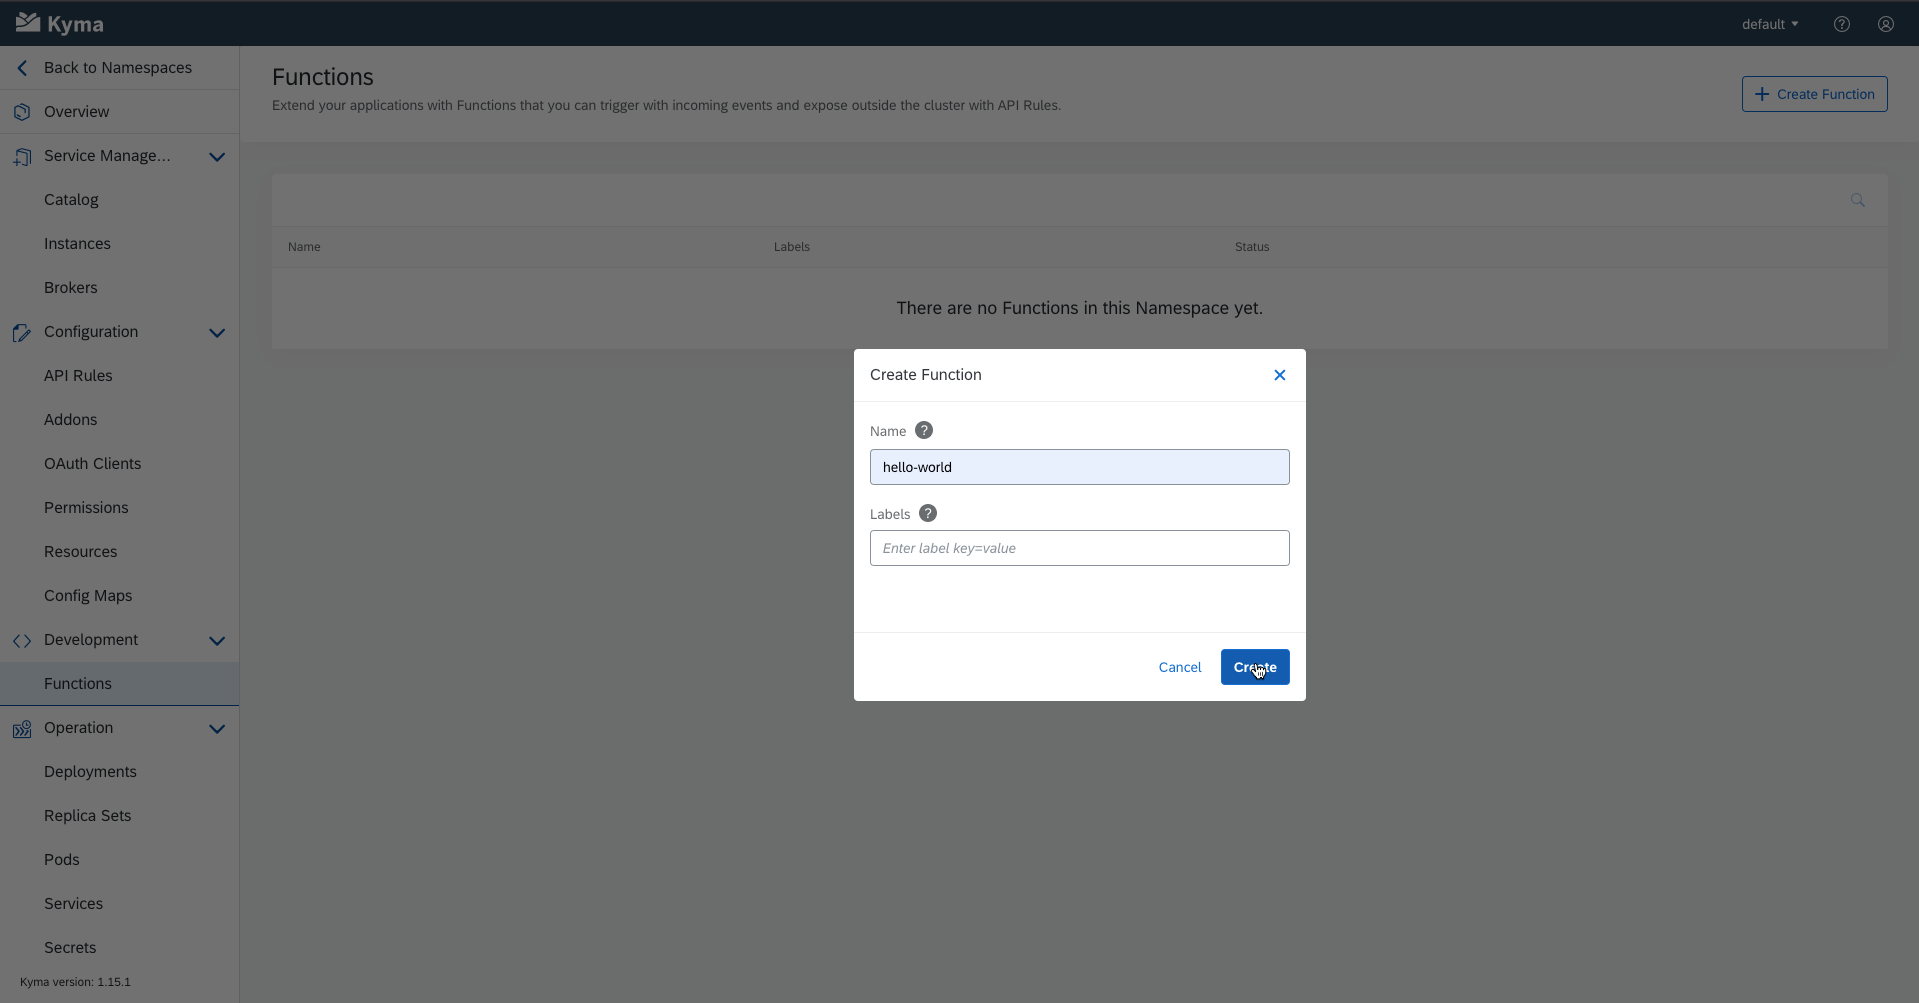 Kyma
default
Back to Namespaces
Overview
Service Manage...
Catalog
Instances
Brokers
Configuration
API Rules
Addons
OAuth Clients
Permissions
Resources
Config Maps
Development
Functions
Operation
Deployments
Replica Sets
Pods
Services
Secrets
Kyma version: 1.15.1
Functions
Extend your applications with Functions that you can trigger with incoming events and expose outside the cluster with API Rules.
+ Create Function
Name Labels Status
There are no Functions in this Namespace yet.
Create Function
Name ?
hello-world
Labels ?
Enter label key=value
Cancel Create